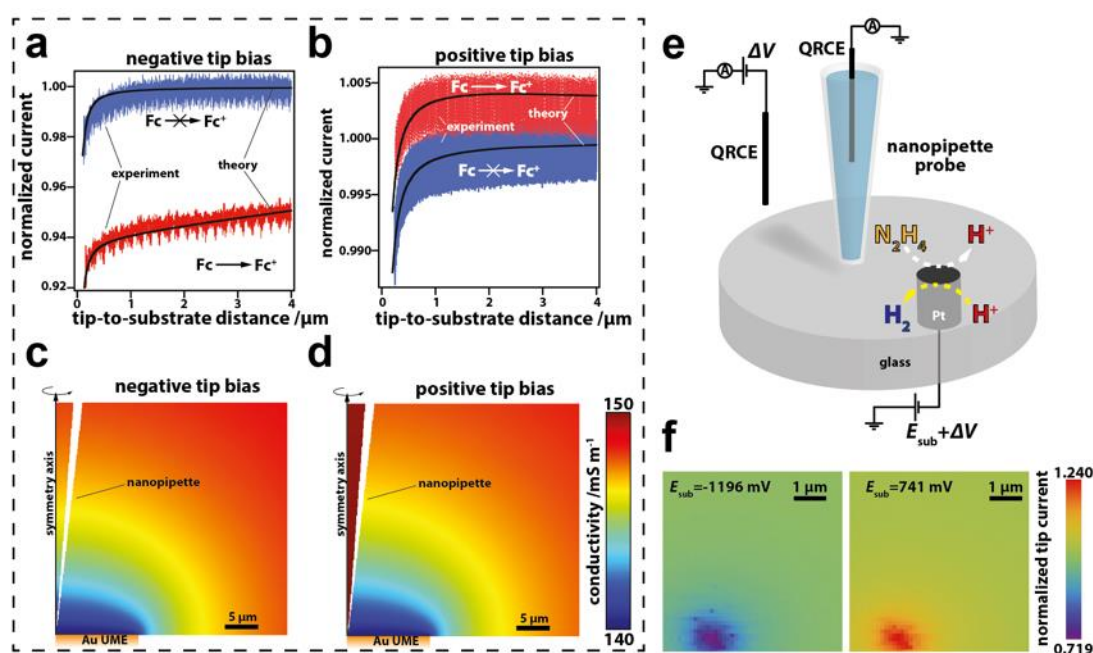 a
negative tip bias
normalized current
1.00
0.98
0.96
0.94
0.92
Fc ⤬→ Fc⁺
experiment
theory
Fc → Fc⁺
0 1 2 3 4
tip-to-substrate distance /µm
b
positive tip bias
normalized current
1.005
1.000
0.995
0.990
Fc → Fc⁺
experiment
theory
Fc ⤬→ Fc⁺
0 1 2 3 4
tip-to-substrate distance /µm
c
negative tip bias
symmetry axis
nanopipette
5 µm
Au UME
d
positive tip bias
symmetry axis
nanopipette
5 µm
Au UME
150
conductivity /mS m⁻¹
140
e
A
QRCE
A
ΔV
QRCE
nanopipette
probe
N₂H₄
H⁺
H₂
H⁺
Pt
glass
E_sub+ΔV
f
E_sub=-1196 mV
1 µm
E_sub=741 mV
1 µm
1.240
normalized tip current
0.719